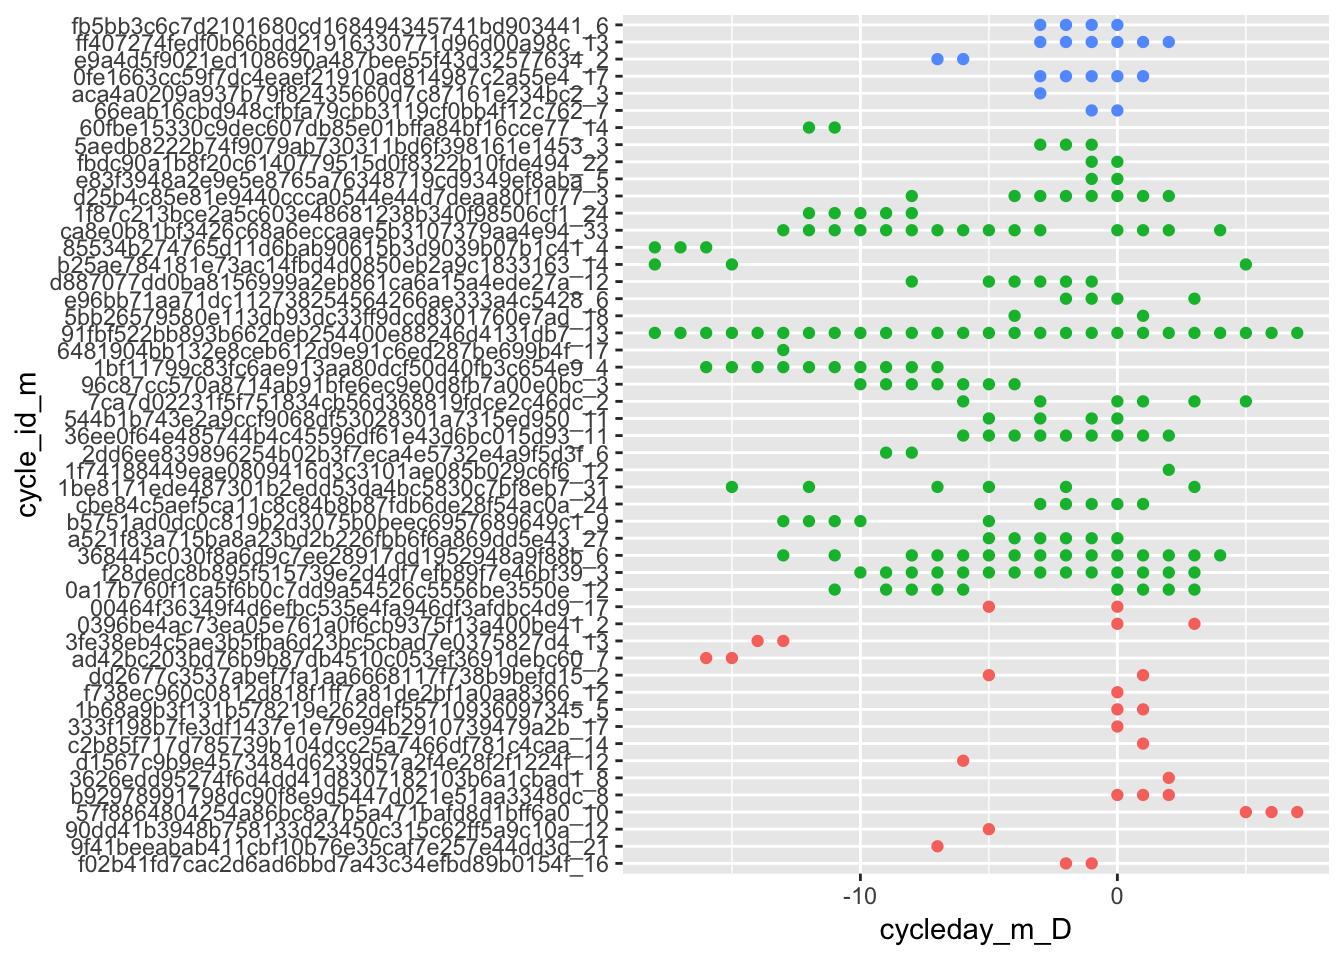 fb5bb3c6c7d2101680cd168494345741bd903441_6
ff407274fedf0b66bdd21916330771d96d00a98c_13
e9a4d5f9021ed108690a487bee55f43d32577634_2
0fe1663cc59f7dc4eaef21910ad814987c2a55e4_17
aca4a0209a937b79f82435660d7c87161e234bc2_3
66eab16cbd948cfbfa79cbb3119cf0bb4f12c762_7
60fbe15330c9dec607db85e01bffa84bf16cce77_14
5aedb8222b74f9079ab730311bd6f398161e1453_3
fbdc90a1b8f20c6140779515d0f8322b10fde494_22
e83f3948a2e9e5e8765a76348719cd9349ef8aba_5
d25b4c85e81e9440ccca0544e44d7deaa80f1077_3
1f87c213bce2a5c603e48681238b340f98506cf1_24
ca8e0b81bf3426c68a6eccaae5b3107379aa4e94_33
85534b274765d11d6bab90615b3d9039b07b1c41_4
b25ae784181e73ac14fbd4d0850eb2a9c1833163_14
d887077dd0ba8156999a2eb861ca6a15a4ede27a_12
e96bb71aa71dc112738254564266ae333a4c5428_6
5bb26579580e113db93dc33ff9dcd8301760e7ad_18
91fbf522bb893b662deb254400e88246d4131db7_13
6481904bb132e8ceb612d9e91c6ed287be699b4f_17
1bf11799c83fc6ae913aa80dcf50d40fb3c654e9_4
96c87cc570a8714ab91bfe6ec9e0d8fb7a00e0bc_3
7ca7d02231f5f751834cb56d368819fdce2c46dc_2
544b1b743e2a9ccf9068df53028301a7315ed950_11
36ee0f64e485744b4c45596df61e43d6bc015d93_11
2dd6ee839896254b02b3f7eca4e5732e4a9f5d3f_6
1f74188449eae0809416d3c3101ae085b029c6f6_12
1be8171ede487301b2edd53da4bc5830c7bf8eb7_31
cbe84c5aef5ca11c8c84b8b87fdb6de28f54ac0a_24
b5751ad0dc0c819b2d3075b0beec6957689649c1_9
a521f83a715ba8a23bd2b226fbb6f6a869dd5e43_27
368445c030f8a6d9c7ee28917dd1952948a9f88b_6
f28dedc8b895f515739e2d4df7efb89f7e46bf39_3
0a17b760f1ca5f6b0c7dd9a54526c5556be3550e_12
00464f36349f4d6efbc535e4fa946df3afdbc4d9_17
0396be4ac73ea05e761a0f6cb9375f13a400be41_2
3fe38eb4c5ae3b5fba6d23bc5cbad7e0375827d4_13
ad42bc203bd76b9b87db4510c053ef3691debc60_7
dd2677c3537abef7fa1aa6668117f738b9befd15_2
f738ec960c0812d818f1ff7a81de2bf1a0aa8366_12
1b68a9b3f131b578219e262def55710936097345_5
333f198b7fe3df1437e1e79e94b2910739479a2b_17
c2b85f717d785739b104dcc25a7466df781c4caa_14
d1567c9b9e4573484d6239d57a2f4e28f2f1224f_12
3626edd95274f6d4dd41d8307182103b6a1cbad1_8
b92978991798dc90f8e9d5447d021e51aa3348dc_8
57f8864804254a86bc8a7b5a471bafd8d1bff6a0_10
90dd41b3948b758133d23450c315c62ff5a9c10a_12
9f41beeabab411cbf10b76e35caf7e257e44dd3d_21
f02b41fd7cac2d6ad6bbd7a43c34efbd89b0154f_16
cycle_id_m
-10 0
cycleday_m_D